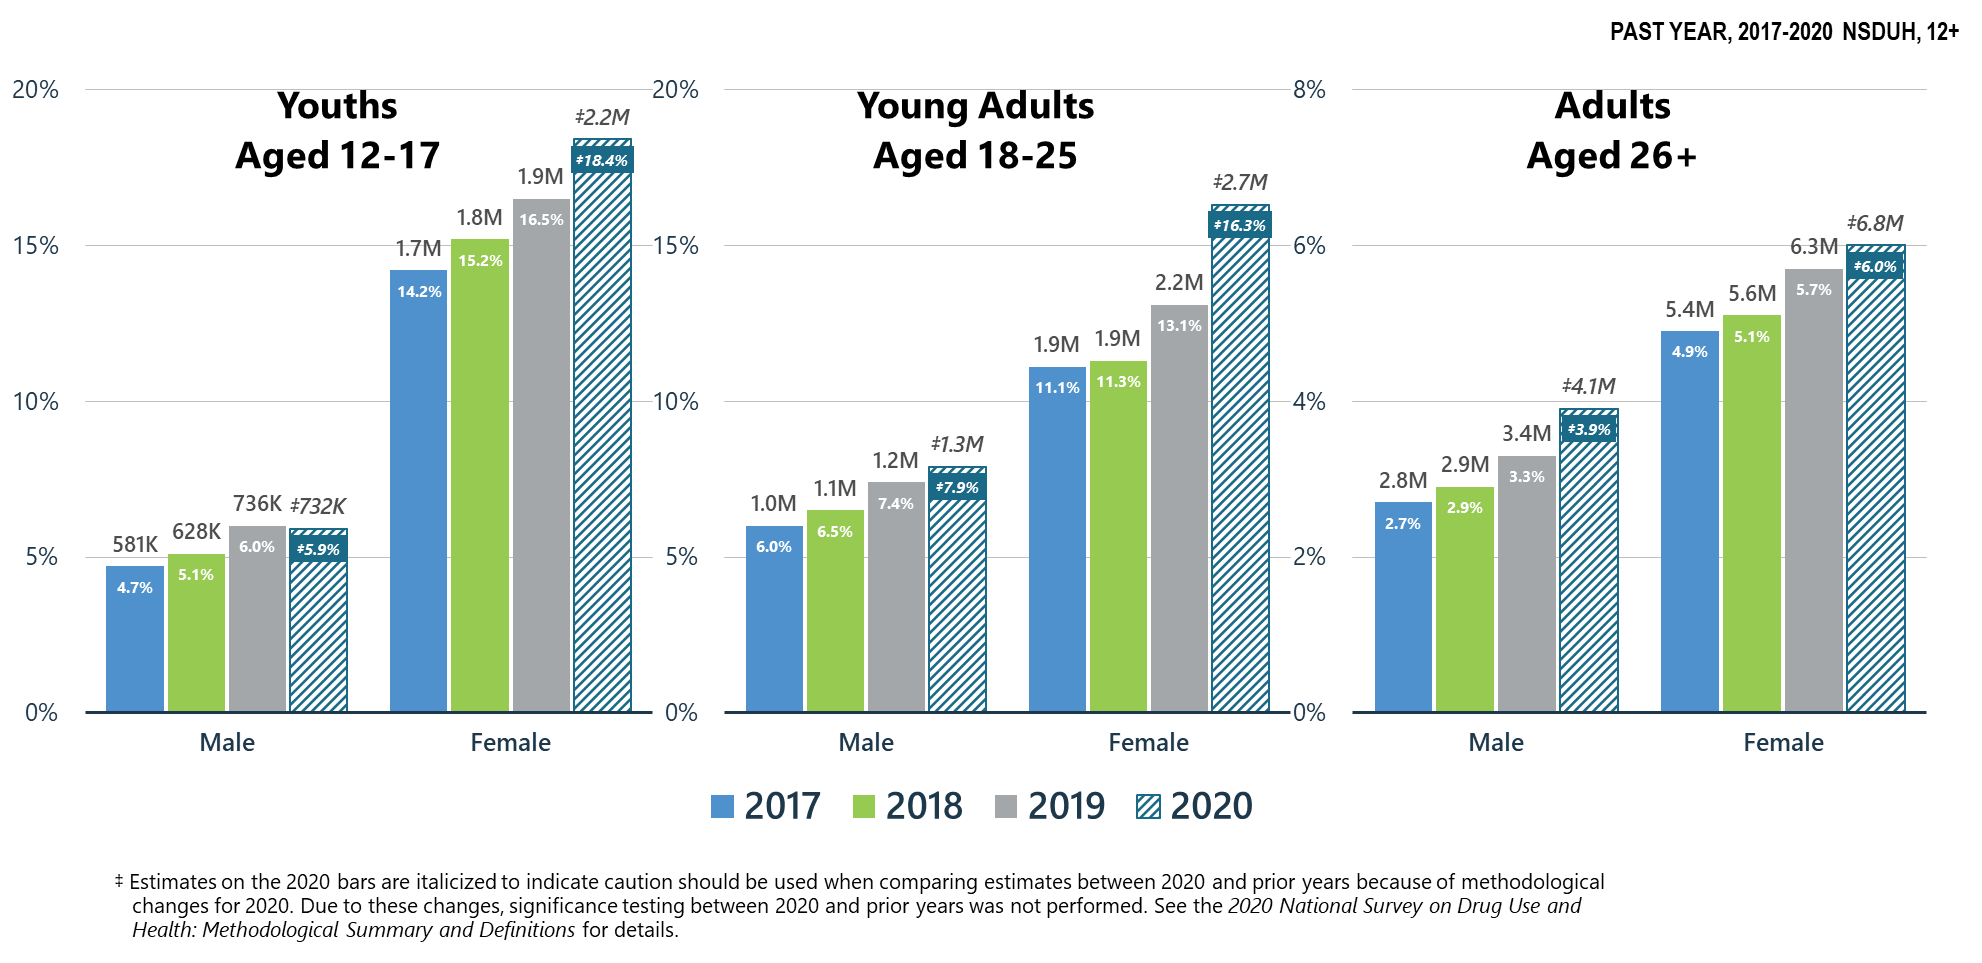 PAST YEAR, 2017-2020 NSDUH, 12+
Youths
Aged 12-17
20%
15%
10%
5%
0%
581K
4.7%
628K
5.1%
736K
6.0%
‡732K
‡5.9%
1.7M
14.2%
1.8M
15.2%
1.9M
16.5%
‡2.2M
‡18.4%
Male
Female
Young Adults
Aged 18-25
20%
15%
10%
5%
0%
1.0M
6.0%
1.1M
6.5%
1.2M
7.4%
‡1.3M
‡7.9%
1.9M
11.1%
1.9M
11.3%
2.2M
13.1%
‡2.7M
‡16.3%
Male
Female
Adults
Aged 26+
8%
6%
4%
2%
0%
2.8M
2.7%
2.9M
2.9%
3.4M
3.3%
‡4.1M
‡3.9%
5.4M
4.9%
5.6M
5.1%
6.3M
5.7%
‡6.8M
‡6.0%
Male
Female
2017 2018 2019 2020
‡ Estimates on the 2020 bars are italicized to indicate caution should be used when comparing estimates between 2020 and prior years because of methodological
changes for 2020. Due to these changes, significance testing between 2020 and prior years was not performed. See the 2020 National Survey on Drug Use and
Health: Methodological Summary and Definitions for details.